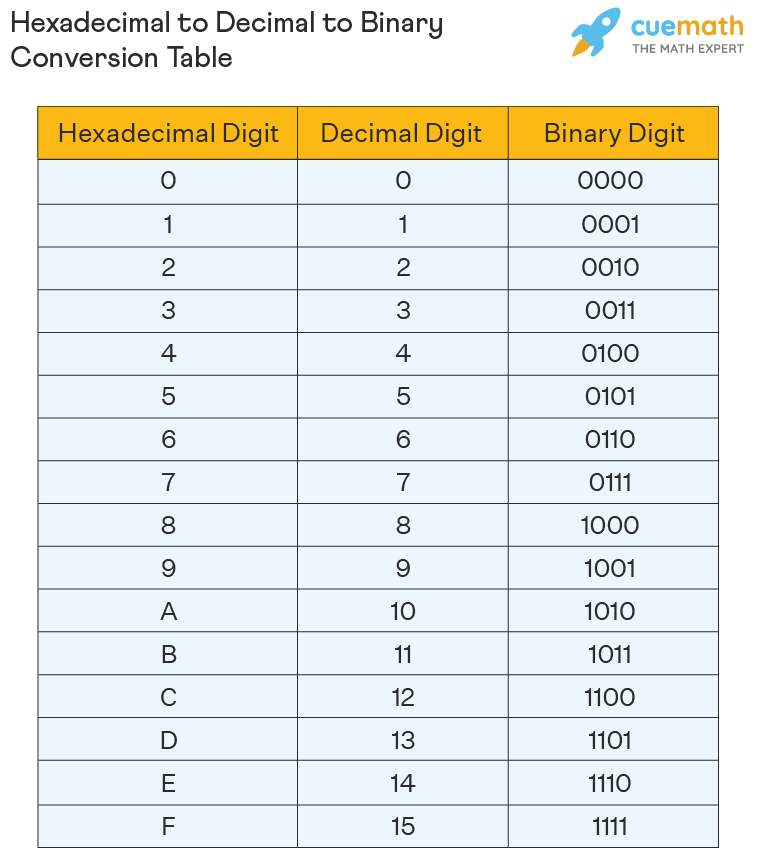 Hexadecimal to Decimal to Binary
Conversion Table
cuemath
THE MATH EXPERT
Hexadecimal Digit Decimal Digit Binary Digit
0 0 0000
1 1 0001
2 2 0010
3 3 0011
4 4 0100
5 5 0101
6 6 0110
7 7 0111
8 8 1000
9 9 1001
A 10 1010
B 11 1011
C 12 1100
D 13 1101
E 14 1110
F 15 1111